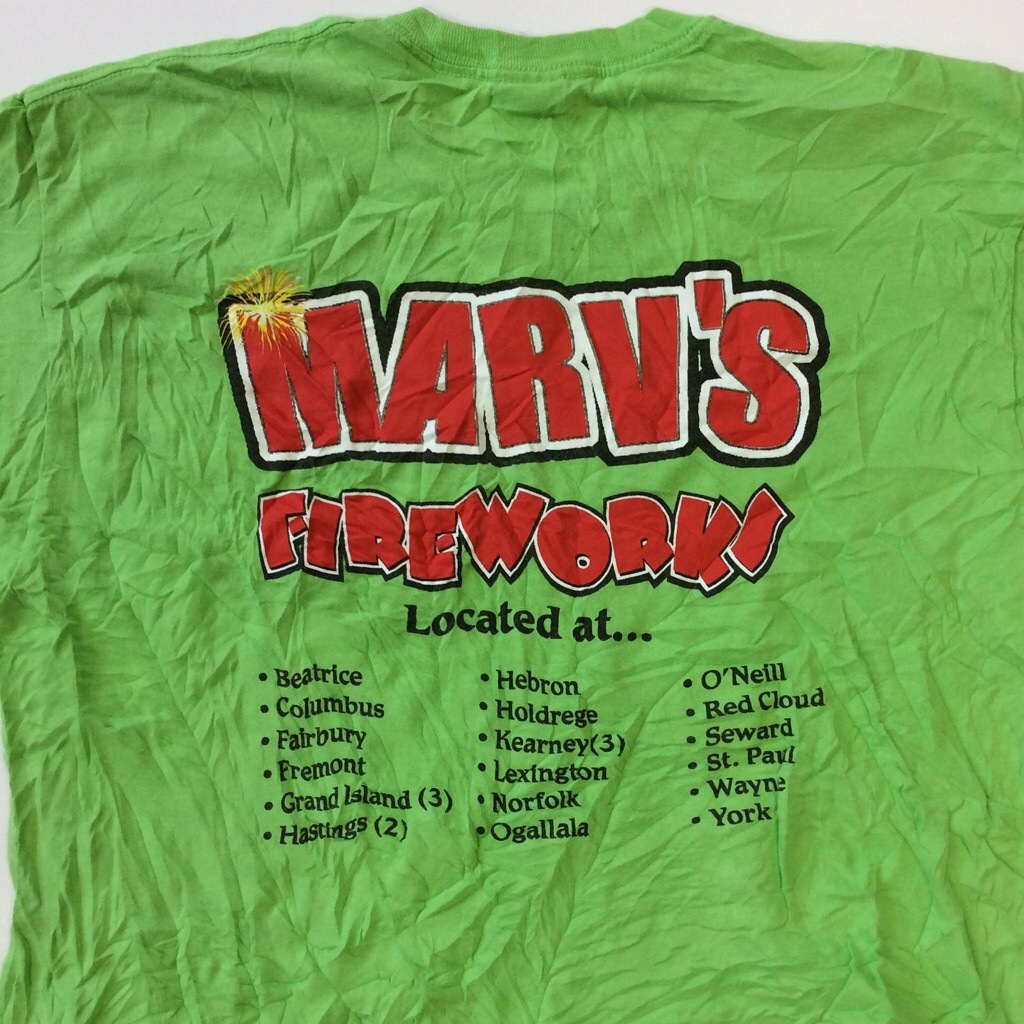 MARV'S
FIREWORKS
Located at...
• Beatrice
• Columbus
• Fairbury
• Fremont
• Grand Island (3)
• Hastings (2)
• Hebron
• Holdrege
• Kearney(3)
• Lexington
• Norfolk
• Ogallala
• O'Neill
• Red Cloud
• Seward
• St. Paul
• Wayne
• York